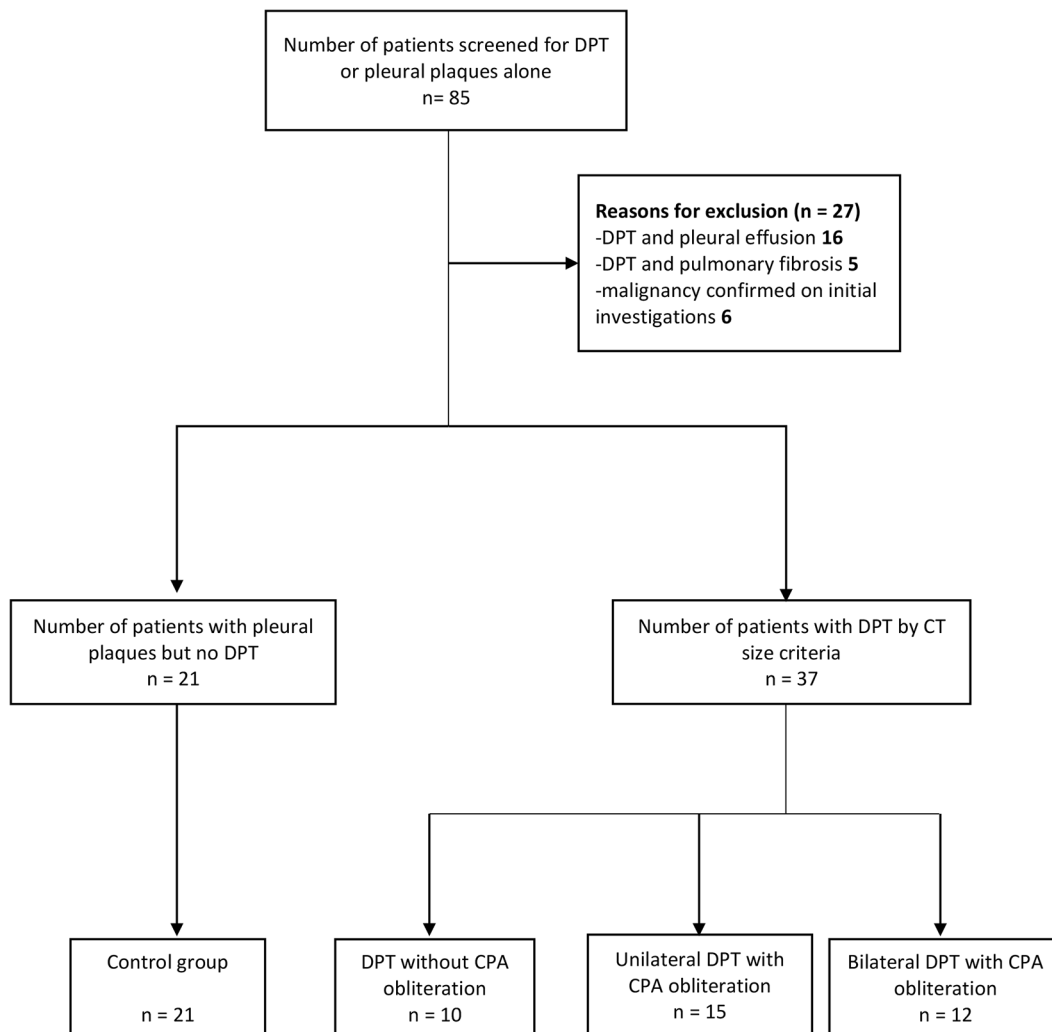 Number of patients screened for DPT
or pleural plaques alone
n= 85
Reasons for exclusion (n = 27)
-DPT and pleural effusion 16
-DPT and pulmonary fibrosis 5
-malignancy confirmed on initial
investigations 6
Number of patients with pleural
plaques but no DPT
n = 21
Number of patients with DPT by CT
size criteria
n = 37
Control group
n = 21
DPT without CPA
obliteration
n = 10
Unilateral DPT with
CPA obliteration
n = 15
Bilateral DPT with CPA
obliteration
n = 12